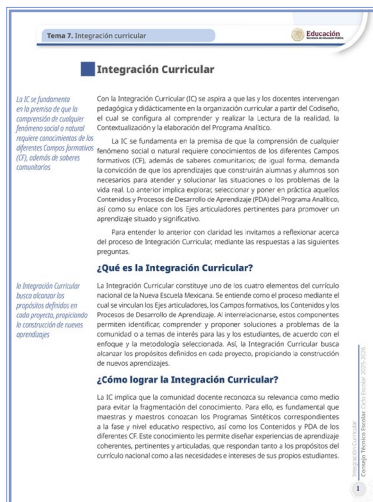 Tema 7. Integración curricular
Educación
Secretaría de Educación Pública
Integración Curricular
La IC se fundamenta
en la premisa de que la
comprensión de cualquier
fenómeno social o natural
requiere conocimientos de los
diferentes Campos formativos
(CF), además de saberes
comunitarios
Con la Integración Curricular (IC) se aspira a que las y los docentes intervengan
pedagógica y didácticamente en la organización curricular a partir del Codiseño,
el cual se configura al comprender y realizar la Lectura de la realidad, la
Contextualización y la elaboración del Programa Analítico.
La IC se fundamenta en la premisa de que la comprensión de cualquier
fenómeno social o natural requiere conocimientos de los diferentes Campos
formativos (CF), además de saberes comunitarios; de igual forma, demanda
la convicción de que los aprendizajes que construirán alumnas y alumnos son
necesarios para atender y solucionar las situaciones o los problemas de la
vida real. Lo anterior implica explorar, seleccionar y poner en práctica aquellos
Contenidos y Procesos de Desarrollo de Aprendizaje (PDA) del Programa Analítico,
así como su enlace con los Ejes articuladores pertinentes para promover un
aprendizaje situado y significativo.
Para entender lo anterior con claridad les invitamos a reflexionar acerca
del proceso de Integración Curricular, mediante las respuestas a las siguientes
preguntas.
¿Qué es la Integración Curricular?
la Integración Curricular
busca alcanzar los
propósitos definidos en
cada proyecto, propiciando
la construcción de nuevos
aprendizajes
La Integración Curricular constituye uno de los cuatro elementos del currículo
nacional de la Nueva Escuela Mexicana. Se entiende como el proceso mediante el
cual se vinculan los Ejes articuladores, los Campos formativos, los Contenidos y los
Procesos de Desarrollo de Aprendizaje. Al interrelacionarse, estos componentes
permiten identificar, comprender y proponer soluciones a problemas de la
comunidad o a temas de interés para las y los estudiantes, de acuerdo con el
enfoque y la metodología seleccionada. Así, la Integración Curricular busca
alcanzar los propósitos definidos en cada proyecto, propiciando la construcción
de nuevos aprendizajes.
¿Cómo lograr la Integración Curricular?
La IC implica que la comunidad docente reconozca su relevancia como medio
para evitar la fragmentación del conocimiento. Para ello, es fundamental que
maestras y maestros conozcan los Programas Sintéticos correspondientes
a la fase y nivel educativo respectivo, así como los Contenidos y PDA de los
diferentes CF. Este conocimiento les permite diseñar experiencias de aprendizaje
coherentes, pertinentes y articuladas, que respondan tanto a los propósitos del
currículo nacional como a las necesidades e intereses de sus propios estudiantes.
Integración Curricular
Consejo Técnico Escolar Ciclo Escolar 2025-2026
1